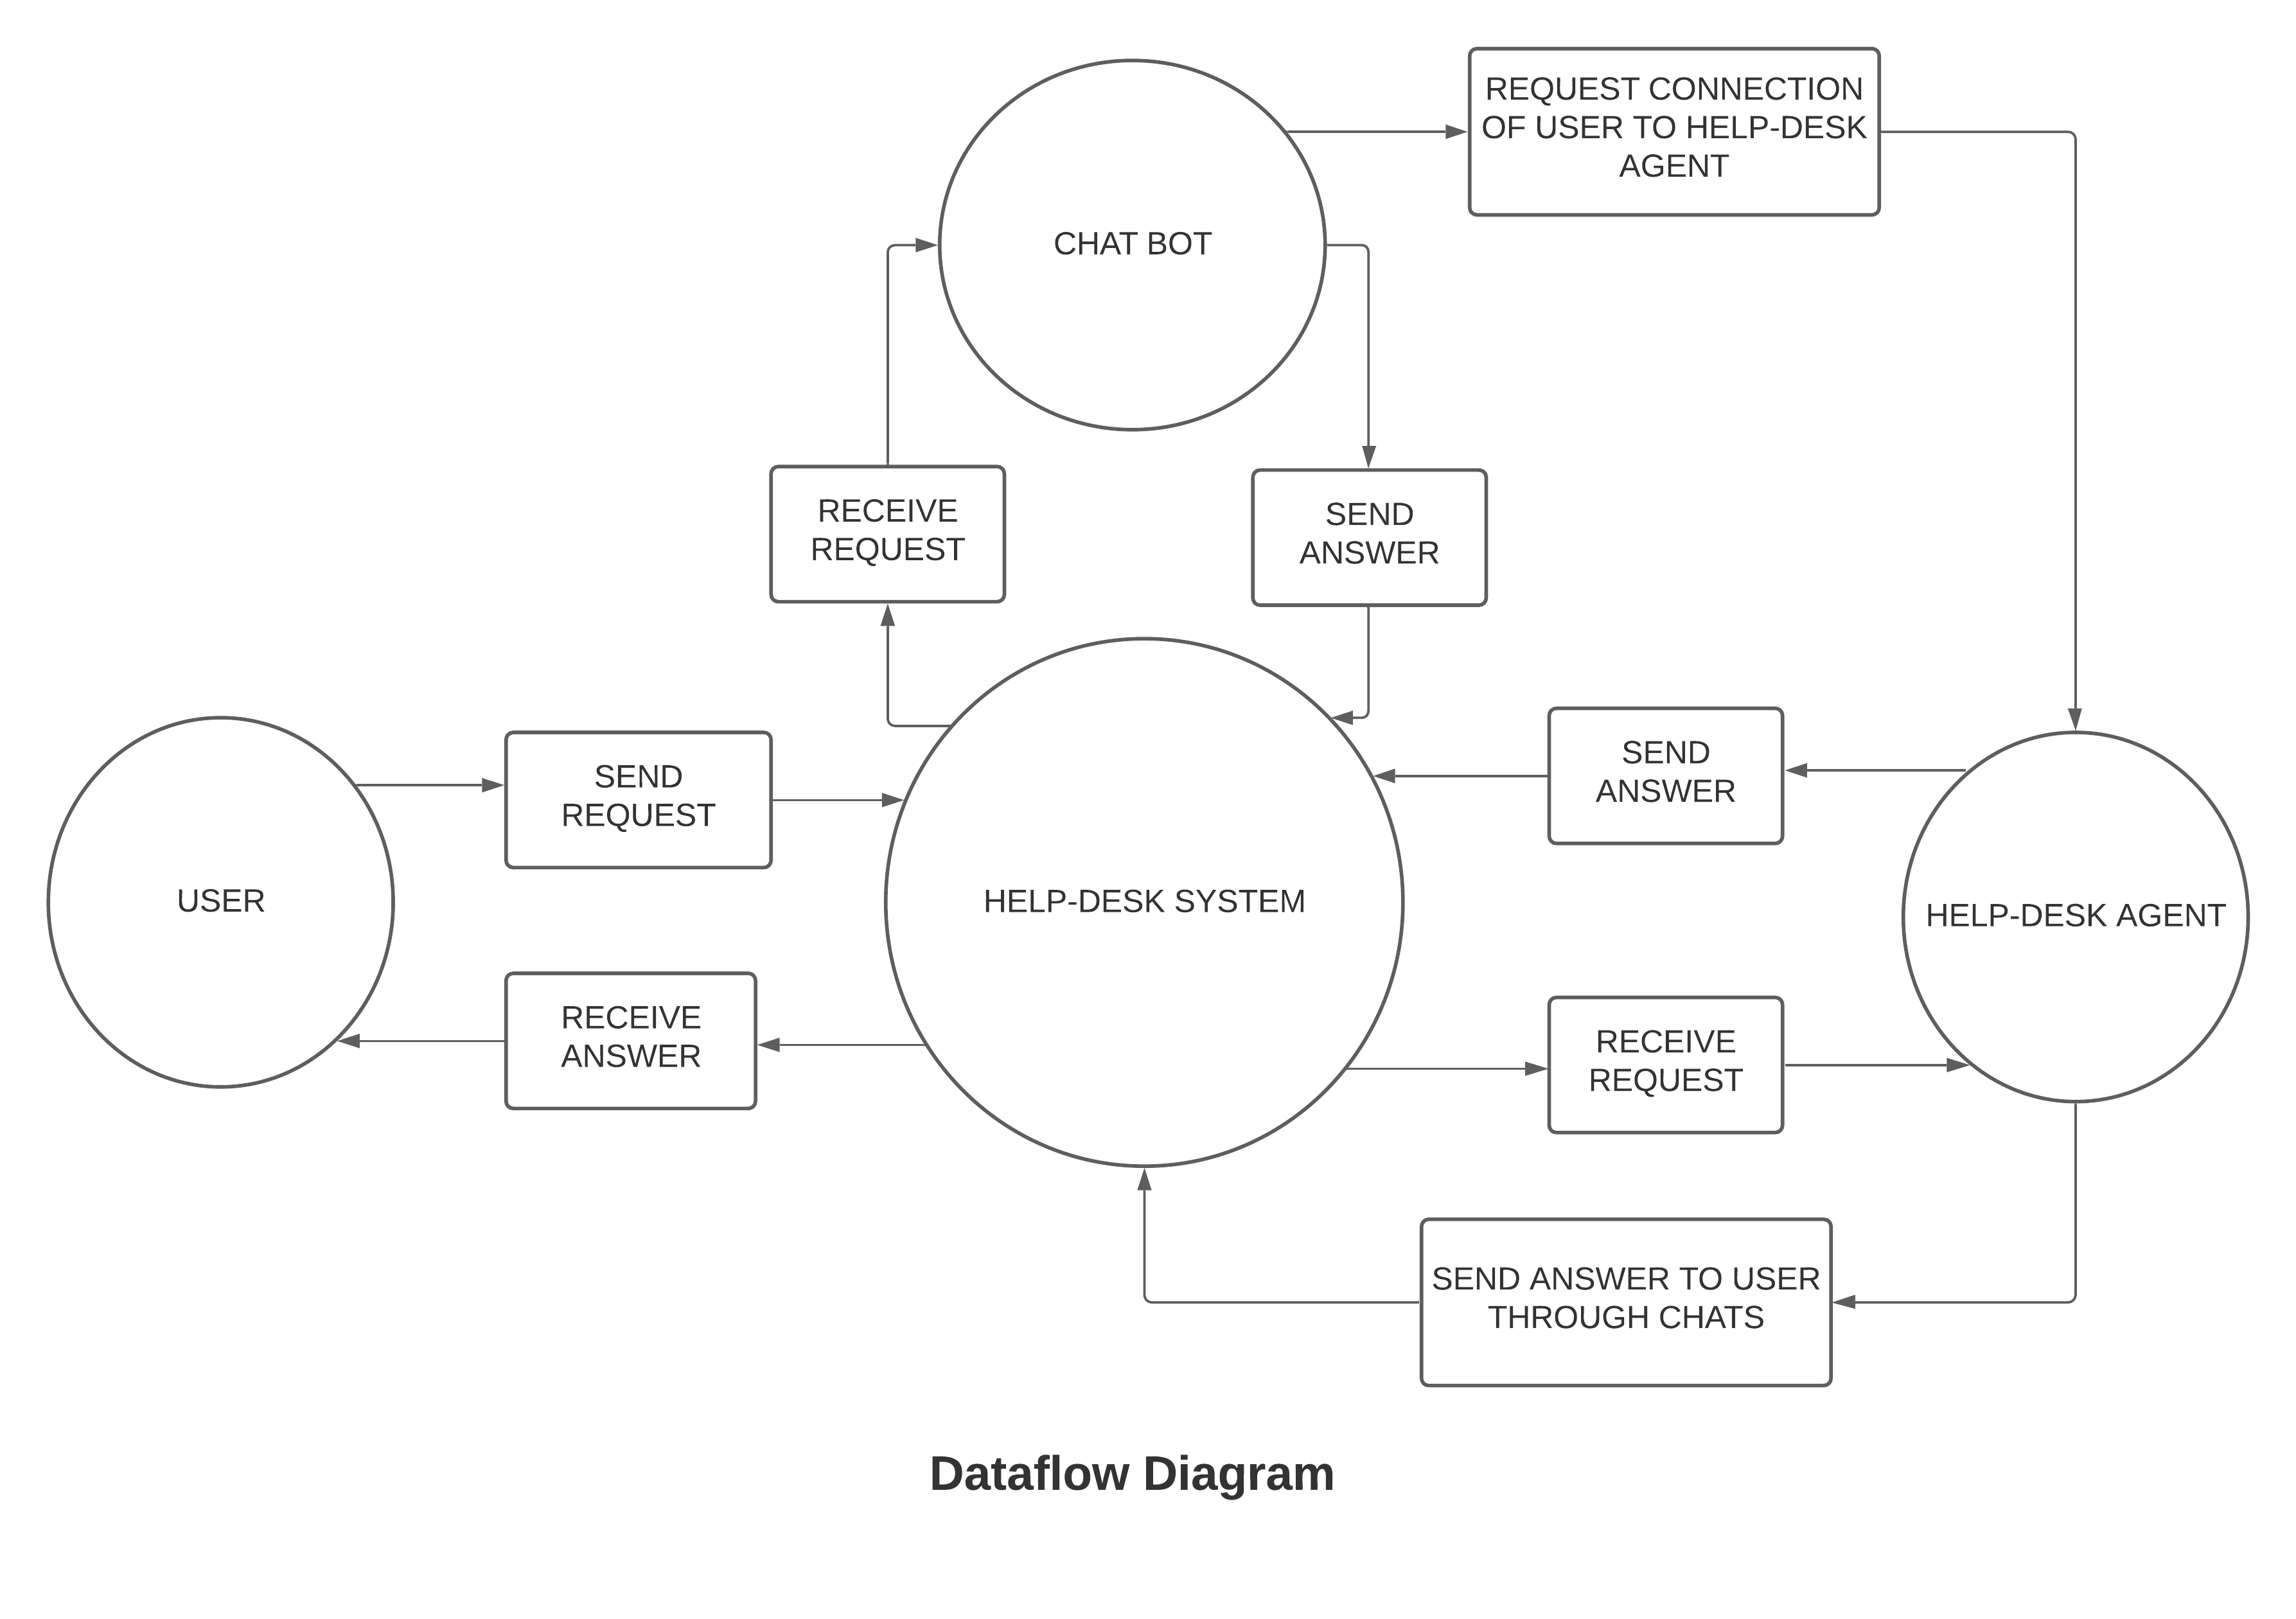 REQUEST CONNECTION
OF USER TO HELP-DESK
AGENT
CHAT BOT
RECEIVE
REQUEST
SEND
ANSWER
SEND
REQUEST
SEND
ANSWER
USER
HELP-DESK SYSTEM
HELP-DESK AGENT
RECEIVE
ANSWER
RECEIVE
REQUEST
SEND ANSWER TO USER
THROUGH CHATS
Dataflow Diagram